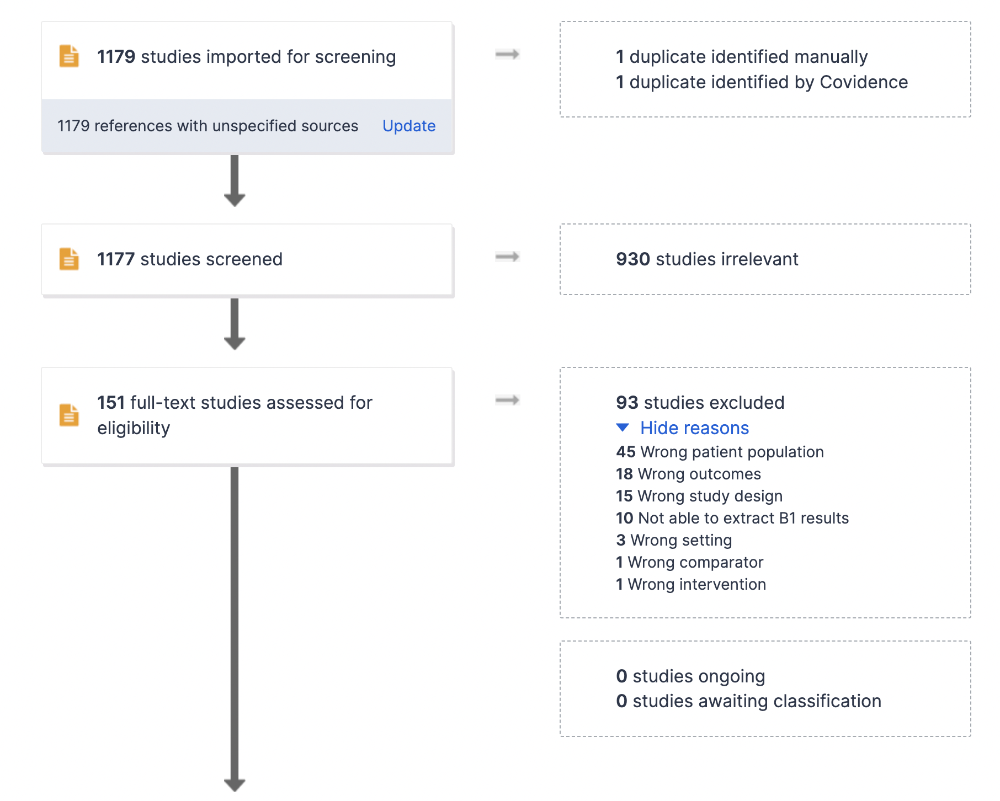 1179 studies imported for screening
1179 references with unspecified sources Update
1 duplicate identified manually
1 duplicate identified by Covidence
1177 studies screened
930 studies irrelevant
151 full-text studies assessed for
eligibility
93 studies excluded
Hide reasons
45 Wrong patient population
18 Wrong outcomes
15 Wrong study design
10 Not able to extract B1 results
3 Wrong setting
1 Wrong comparator
1 Wrong intervention
0 studies ongoing
0 studies awaiting classification